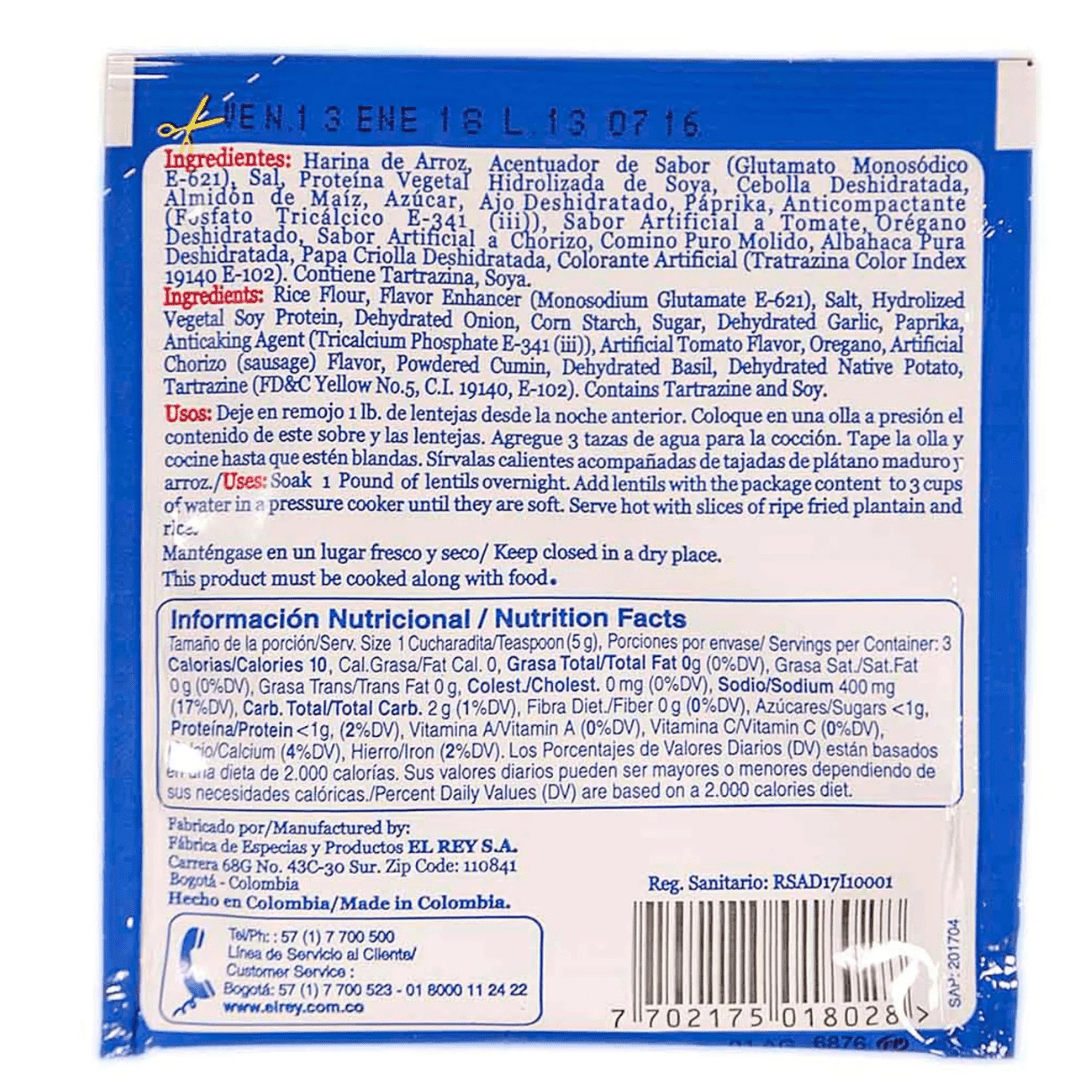 VEN.13 ENE 18 L.13 07 16
Ingredientes: Harina de Arroz, Acentuador de Sabor (Glutamato Monosódico
E-621), Sal, Proteína Vegetal Hidrolizada de Soya, Cebolla Deshidratada,
Almidón de Maíz, Azúcar, Ajo Deshidratado, Páprika, Anticompactante
(Fosfato Tricálcico E-341 (iii)), Sabor Artificial a Tomate, Orégano
Deshidratado, Sabor Artificial a Chorizo, Comino Puro Molido, Albahaca Pura
Deshidratada, Papa Criolla Deshidratada, Colorante Artificial (Tratrazina Color Index
19140 E-102). Contiene Tartrazina, Soya.
Ingredients: Rice Flour, Flavor Enhancer (Monosodium Glutamate E-621), Salt, Hydrolized
Vegetal Soy Protein, Dehydrated Onion, Corn Starch, Sugar, Dehydrated Garlic, Paprika,
Anticaking Agent (Tricalcium Phosphate E-341 (iii)), Artificial Tomato Flavor, Oregano, Artificial
Chorizo (sausage) Flavor, Powdered Cumin, Dehydrated Basil, Dehydrated Native Potato,
Tartrazine (FD&C Yellow No.5, C.I. 19140, E-102). Contains Tartrazine and Soy.
Usos: Deje en remojo 1 lb. de lentejas desde la noche anterior. Coloque en una olla a presión el
contenido de este sobre y las lentejas. Agregue 3 tazas de agua para la cocción. Tape la olla y
cocine hasta que estén blandas. Sírvalas calientes acompañadas de tajadas de plátano maduro y
arroz./Uses: Soak 1 Pound of lentils overnight. Add lentils with the package content to 3 cups
of water in a pressure cooker until they are soft. Serve hot with slices of ripe fried plantain and
rice.
Manténgase en un lugar fresco y seco/ Keep closed in a dry place.
This product must be cooked along with food.
Información Nutricional / Nutrition Facts
Tamaño de la porción/Serv. Size 1 Cucharadita/Teaspoon (5 g), Porciones por envase/ Servings per Container: 3
Calorias/Calories 10, Cal.Grasa/Fat Cal. 0, Grasa Total/Total Fat 0g (0%DV), Grasa Sat./Sat.Fat
0 g (0%DV), Grasa Trans/Trans Fat 0 g, Colest./Cholest. 0 mg (0%DV), Sodio/Sodium 400 mg
(17%DV), Carb. Total/Total Carb. 2 g (1%DV), Fibra Diet./Fiber 0 g (0%DV), Azúcares/Sugars <1g,
Proteína/Protein <1g, (2%DV), Vitamina A/Vitamin A (0%DV), Vitamina C/Vitamin C (0%DV),
Calcio/Calcium (4%DV), Hierro/Iron (2%DV). Los Porcentajes de Valores Diarios (DV) están basados
en una dieta de 2.000 calorías. Sus valores diarios pueden ser mayores o menores dependiendo de
sus necesidades calóricas./Percent Daily Values (DV) are based on a 2.000 calories diet.
Fabricado por/Manufactured by:
Fábrica de Especias y Productos EL REY S.A.
Carrera 68G No. 43C-30 Sur. Zip Code: 110841
Bogotá - Colombia
Hecho en Colombia/Made in Colombia.
Tel/Ph: : 57 (1) 7 700 500
Línea de Servicio al Cliente/
Customer Service :
Bogotá: 57 (1) 7 700 523 - 01 8000 11 24 22
www.elrey.com.co
Reg. Sanitario: RSAD17I10001
7 702175 018028 >
SAP: 201704
6876